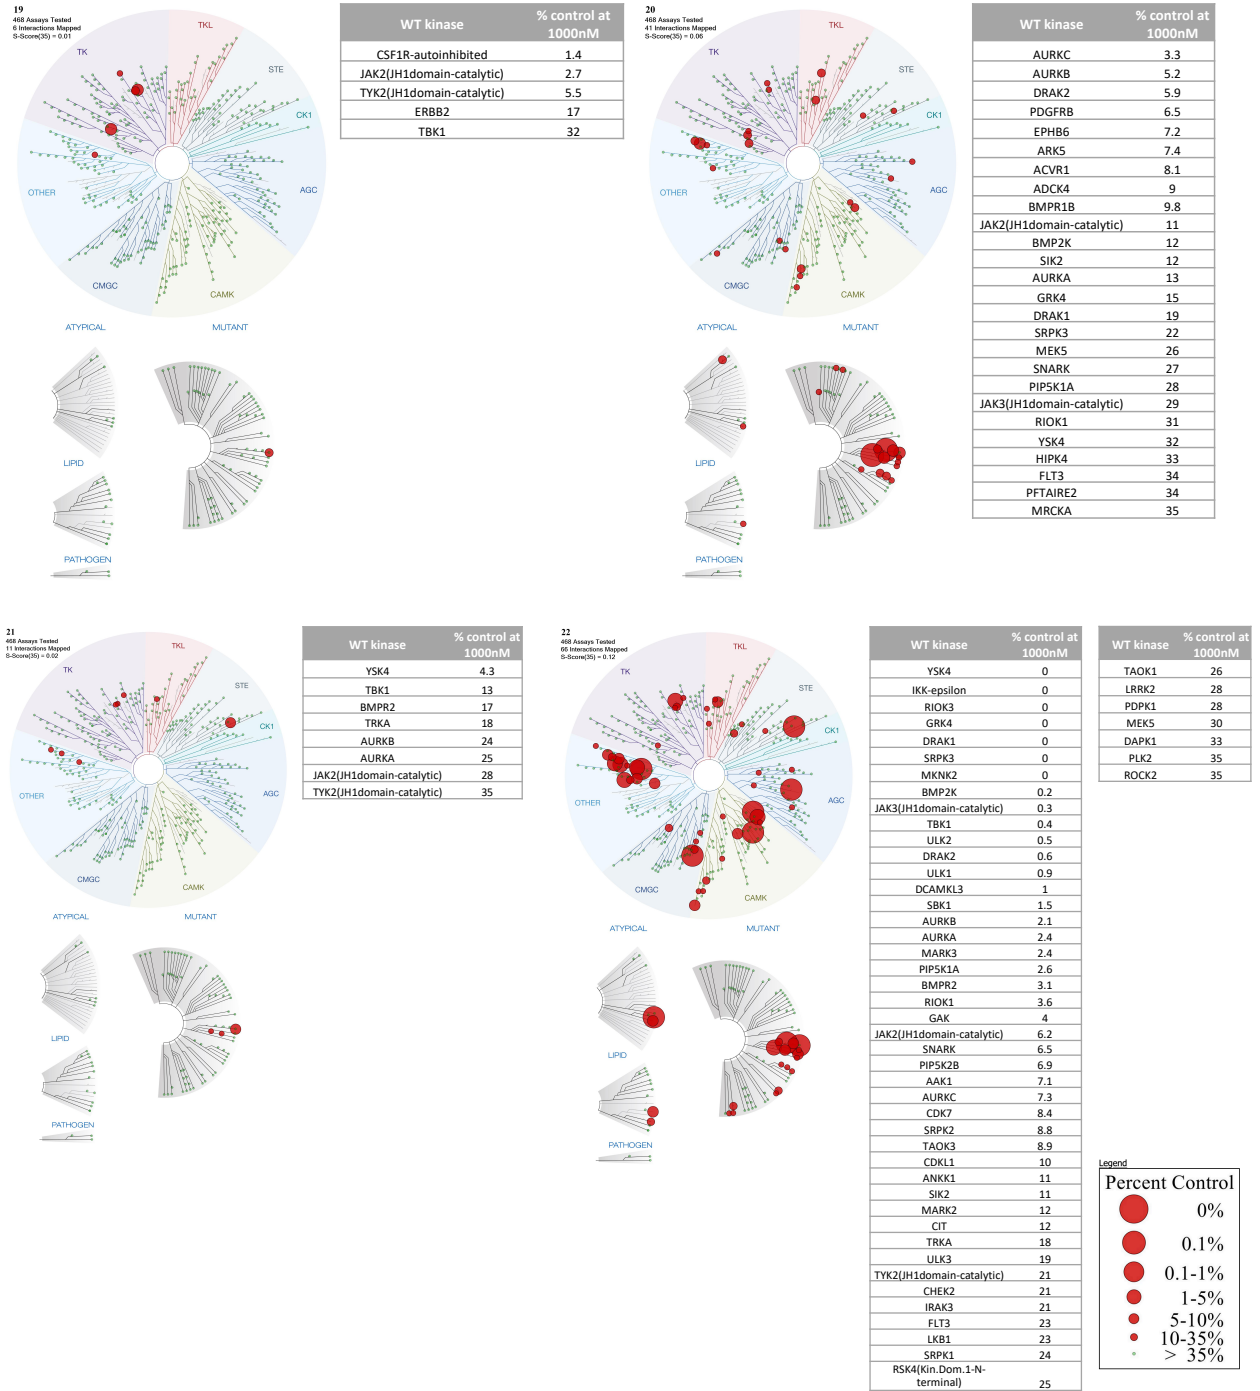 19
468 Assays Tested
6 Interactions Mapped
S-Score(35) = 0.01
TK
TKL
STE
CK1
AGC
CAMK
CMGC
OTHER
ATYPICAL
MUTANT
LIPID
PATHOGEN
WT kinase % control at 1000nM
CSF1R-autoinhibited 1.4
JAK2(JH1domain-catalytic) 2.7
TYK2(JH1domain-catalytic) 5.5
ERBB2 17
TBK1 32
20
468 Assays Tested
41 Interactions Mapped
S-Score(35) = 0.06
TK
TKL
STE
CK1
AGC
CAMK
CMGC
OTHER
ATYPICAL
MUTANT
LIPID
PATHOGEN
WT kinase % control at 1000nM
AURKC 3.3
AURKB 5.2
DRAK2 5.9
PDGFRB 6.5
EPHB6 7.2
ARK5 7.4
ACVR1 8.1
ADCK4 9
BMPR1B 9.8
JAK2(JH1domain-catalytic) 11
BMP2K 12
SIK2 12
AURKA 13
GRK4 15
DRAK1 19
SRPK3 22
MEK5 26
SNARK 27
PIP5K1A 28
JAK3(JH1domain-catalytic) 29
RIOK1 31
YSK4 32
HIPK4 33
FLT3 34
PFTAIRE2 34
MRCKA 35
21
468 Assays Tested
11 Interactions Mapped
S-Score(35) = 0.02
TK
TKL
STE
CK1
AGC
CAMK
CMGC
OTHER
ATYPICAL
MUTANT
LIPID
PATHOGEN
WT kinase % control at 1000nM
YSK4 4.3
TBK1 13
BMPR2 17
TRKA 18
AURKB 24
AURKA 25
JAK2(JH1domain-catalytic) 28
TYK2(JH1domain-catalytic) 35
22
468 Assays Tested
66 Interactions Mapped
S-Score(35) = 0.12
TK
TKL
STE
CK1
AGC
CAMK
CMGC
OTHER
ATYPICAL
MUTANT
LIPID
PATHOGEN
WT kinase % control at 1000nM
YSK4 0
IKK-epsilon 0
RIOK3 0
GRK4 0
DRAK1 0
SRPK3 0
MKNK2 0
BMP2K 0.2
JAK3(JH1domain-catalytic) 0.3
TBK1 0.4
ULK2 0.5
DRAK2 0.6
ULK1 0.9
DCAMKL3 1
SBK1 1.5
AURKB 2.1
AURKA 2.4
MARK3 2.4
PIP5K1A 2.6
BMPR2 3.1
RIOK1 3.6
GAK 4
JAK2(JH1domain-catalytic) 6.2
SNARK 6.5
PIP5K2B 6.9
AAK1 7.1
AURKC 7.3
CDK7 8.4
SRPK2 8.8
TAOK3 8.9
CDKL1 10
ANKK1 11
SIK2 11
MARK2 12
CIT 12
TRKA 18
ULK3 19
TYK2(JH1domain-catalytic) 21
CHEK2 21
IRAK3 21
FLT3 23
LKB1 23
SRPK1 24
RSK4(Kin.Dom.1-N-
terminal) 25
WT kinase % control at 1000nM
TAOK1 26
LRRK2 28
PDPK1 28
MEK5 30
DAPK1 33
PLK2 35
ROCK2 35
Legend
Percent Control
0%
0.1%
0.1-1%
1-5%
5-10%
10-35%
> 35%